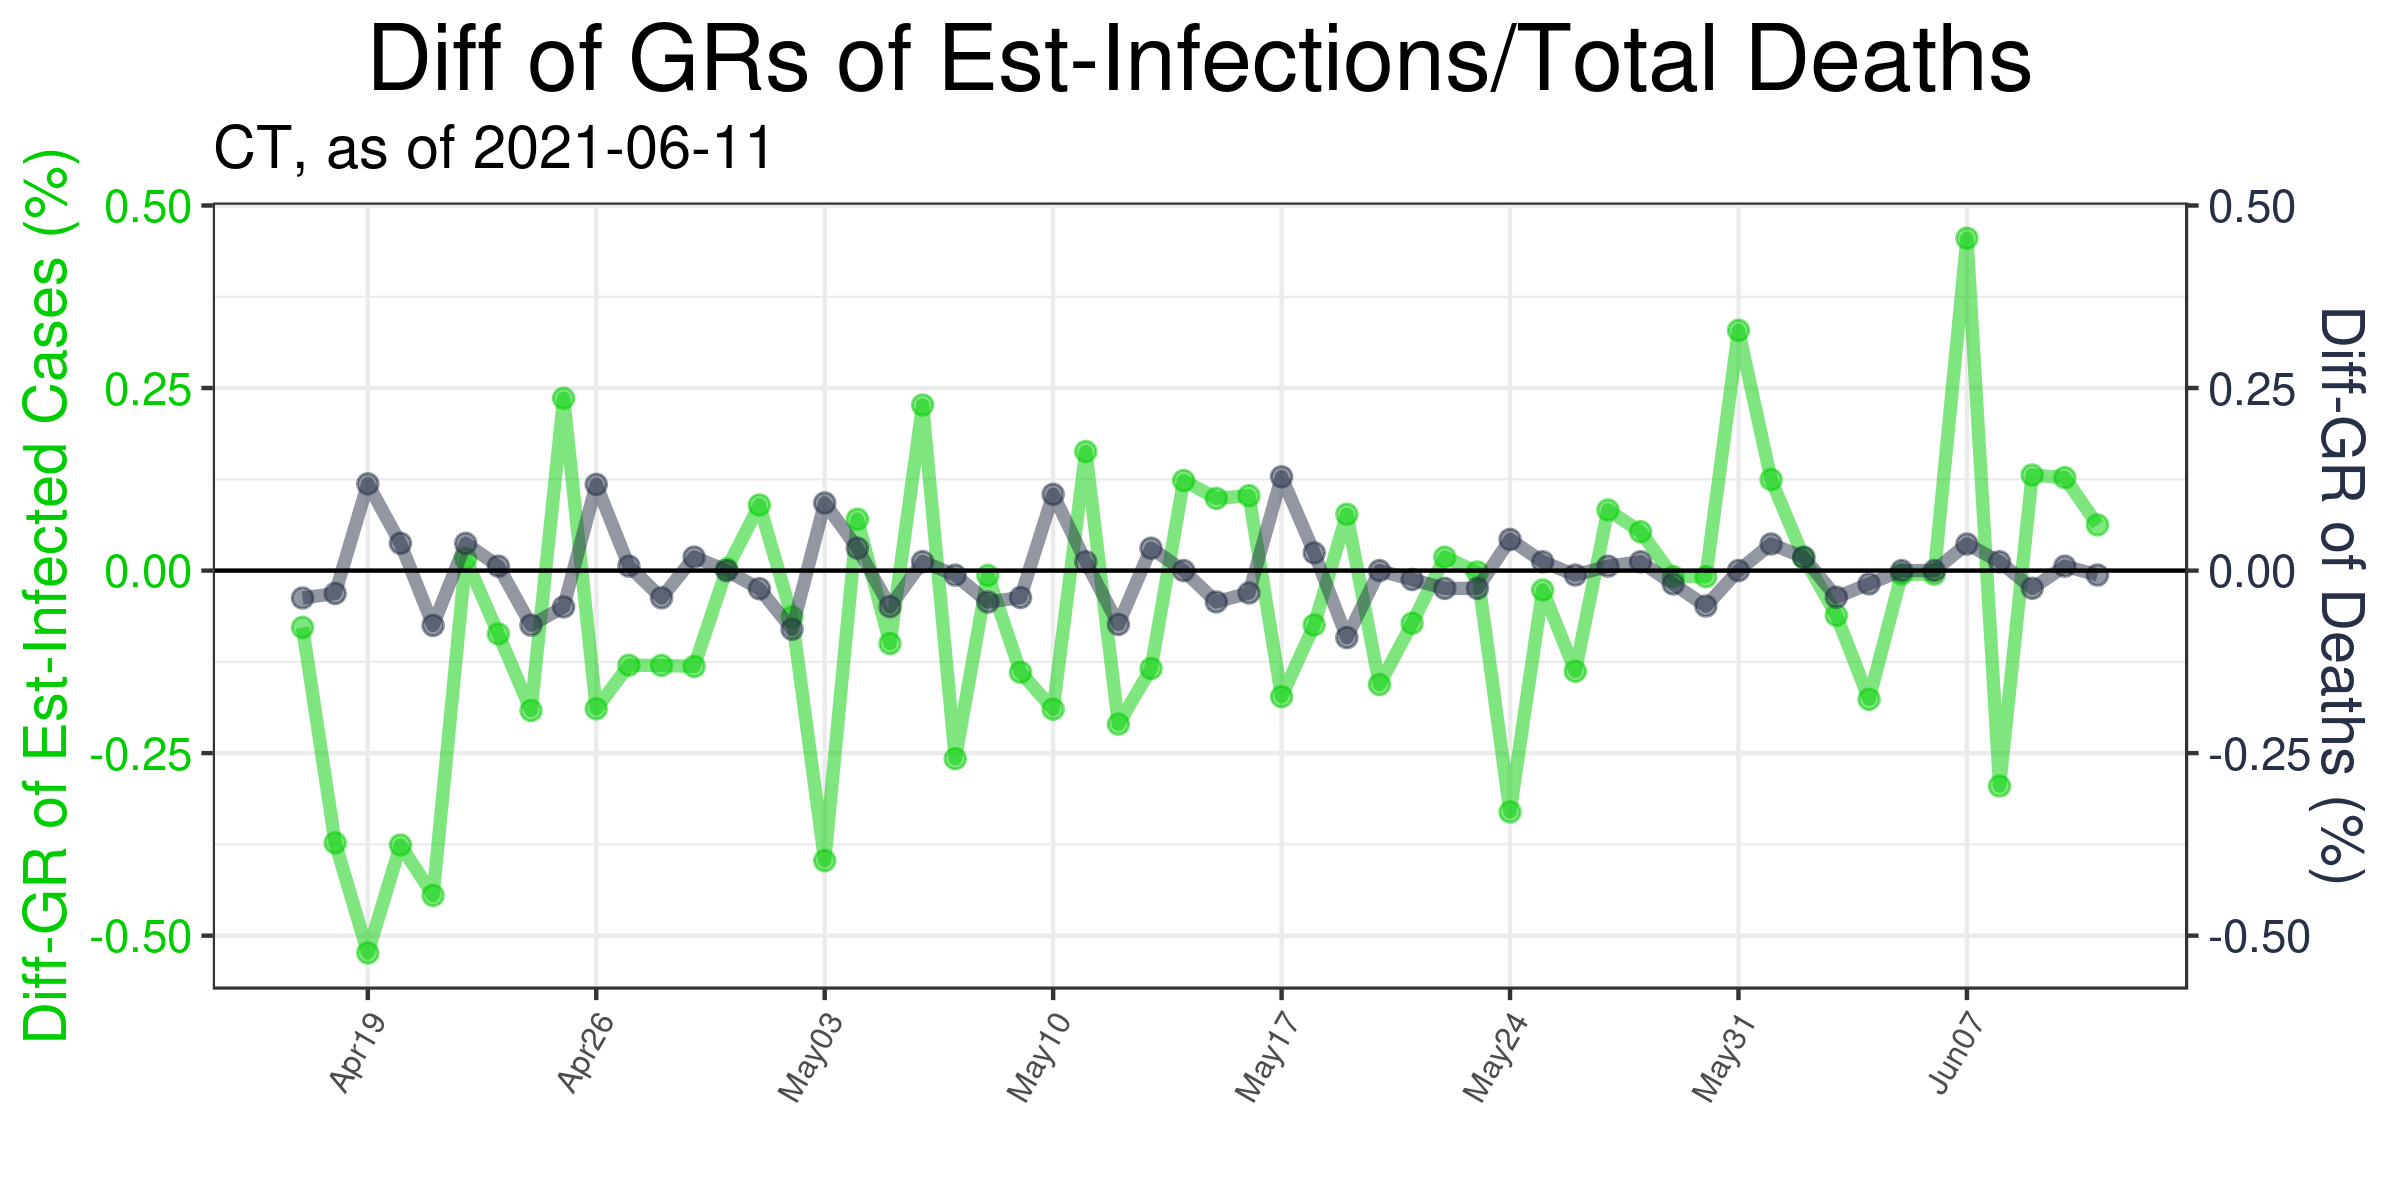 Diff of GRs of Est-Infections/Total Deaths
CT, as of 2021-06-11
Diff-GR of Est-Infected Cases (%)
0.50
0.25
0.00
-0.25
-0.50
0.50
0.25
0.00
-0.25
-0.50
Diff-GR of Deaths (%)
Apr19
Apr26
May03
May10
May17
May24
May31
Jun07